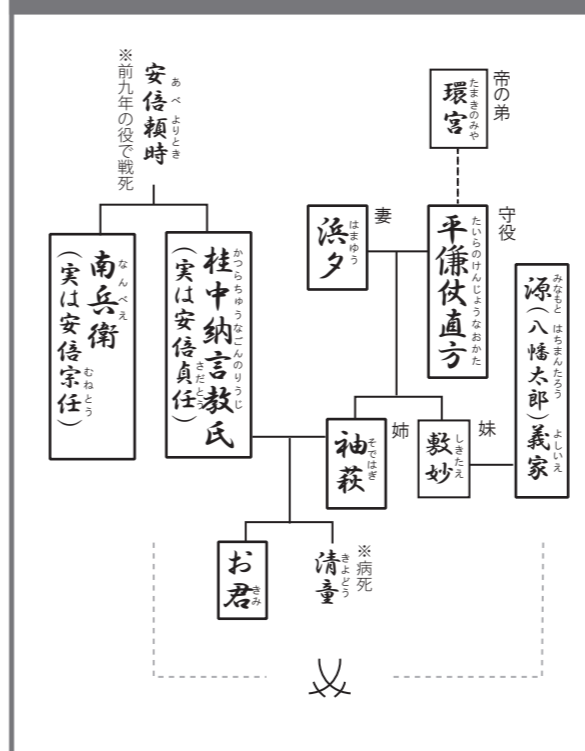 帝の弟
環宮
たまきのみや
守役
平傔仗直方
たいらのけんじょうなおかた
妻
浜夕
はまゆう
源(八幡太郎)義家
みなもと はちまんたろう よしいえ
妹
敷妙
しきたえ
姉
袖萩
そではぎ
安倍頼時
あべよりとき
※前九年の役で戦死
桂中納言教氏
かつらちゅうなごんのりうじ
(実は安倍貞任)
さだとう
南兵衛
なんべえ
(実は安倍宗任)
むねとう
※病死
清童
きよどう
お君
きみ